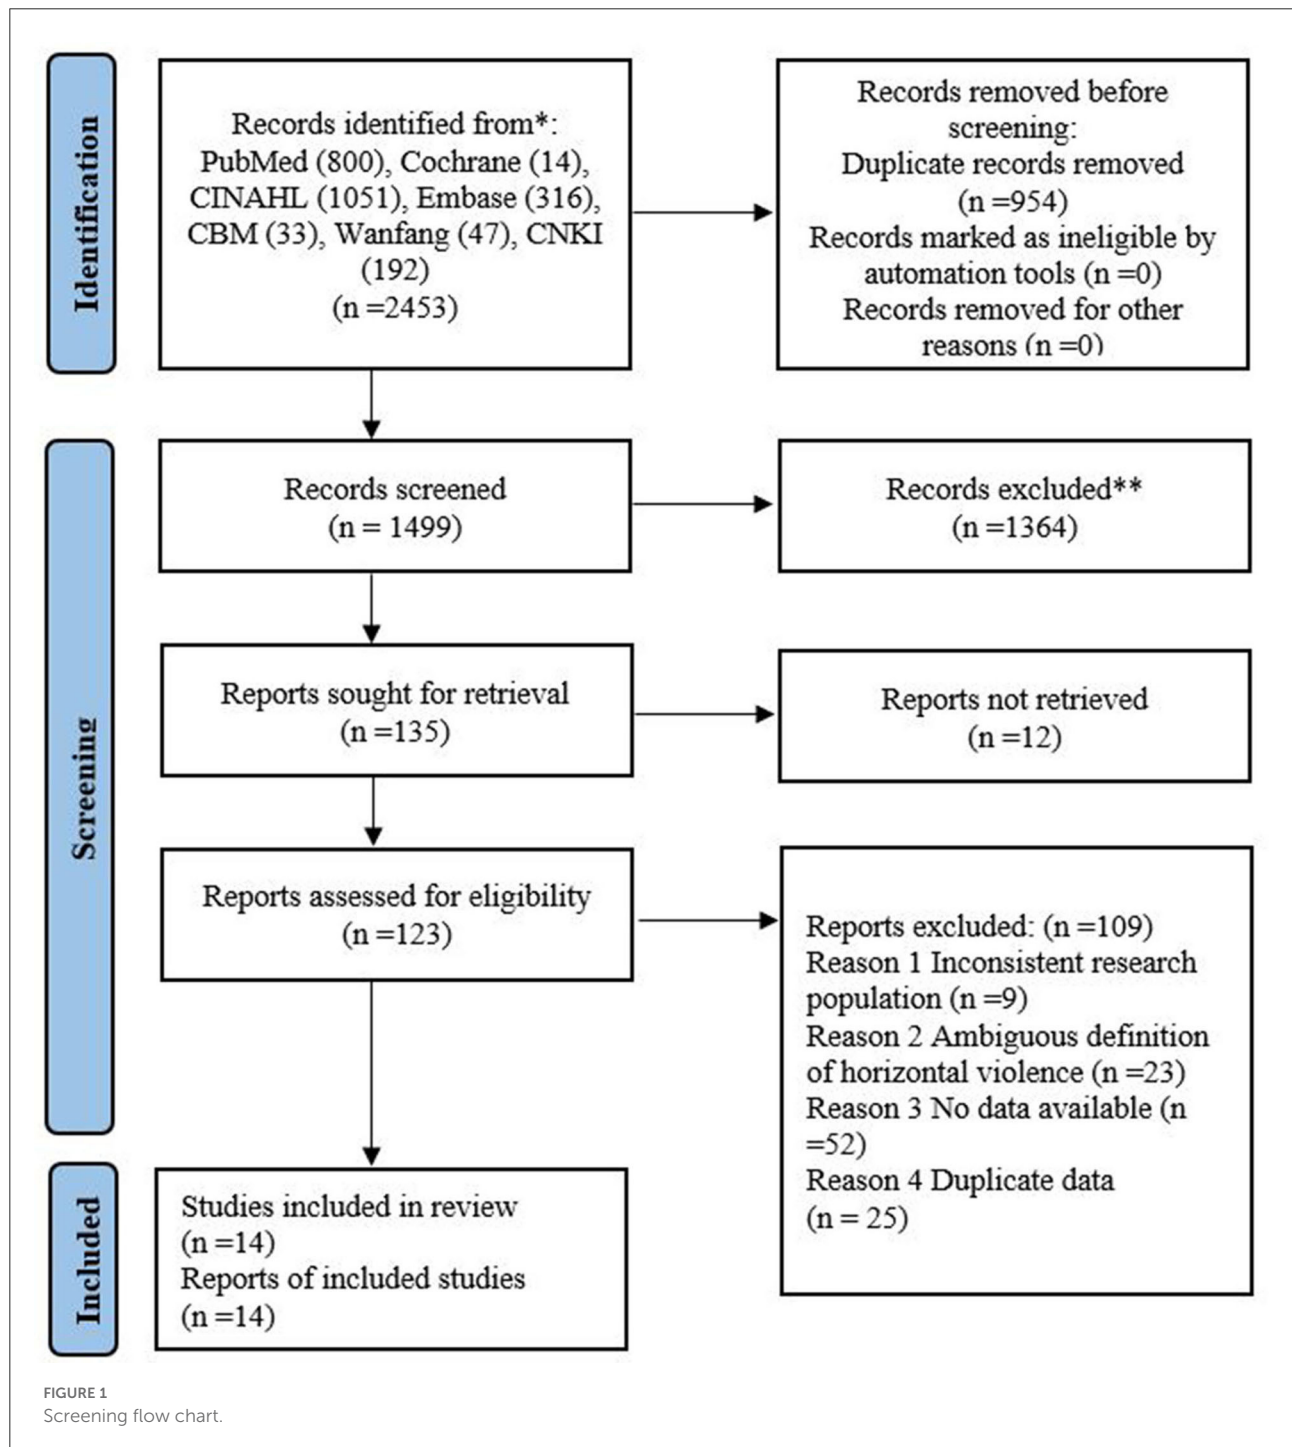 Identification
Records identified from*:
PubMed (800), Cochrane (14),
CINAHL (1051), Embase (316),
CBM (33), Wanfang (47), CNKI
(192)
(n =2453)
Records removed before
screening:
Duplicate records removed
(n =954)
Records marked as ineligible by
automation tools (n =0)
Records removed for other
reasons (n =0)
Screening
Records screened
(n = 1499)
Records excluded**
(n =1364)
Reports sought for retrieval
(n =135)
Reports not retrieved
(n =12)
Reports assessed for eligibility
(n =123)
Reports excluded: (n =109)
Reason 1 Inconsistent research
population (n =9)
Reason 2 Ambiguous definition
of horizontal violence (n =23)
Reason 3 No data available (n
=52)
Reason 4 Duplicate data
(n = 25)
Included
Studies included in review
(n =14)
Reports of included studies
(n =14)
FIGURE 1
Screening flow chart.